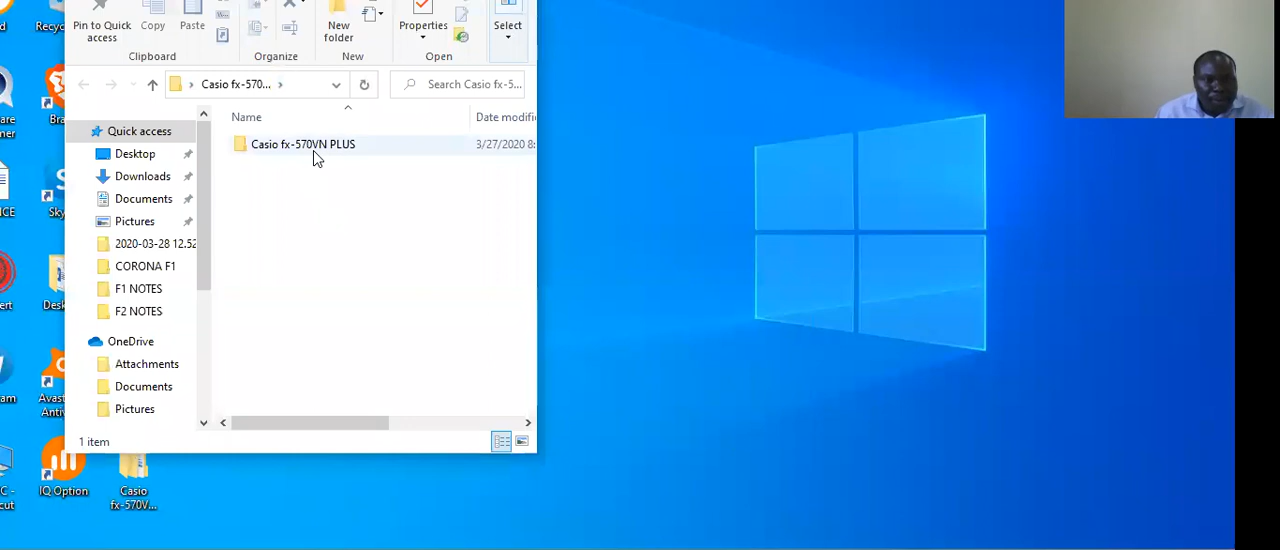 Pin to Quick access
Copy
Paste
New folder
Properties
Select
Clipboard
Organize
New
Open
Casio fx-570...
Search Casio fx-5...
Name
Date modifi
Quick access
Casio fx-570VN PLUS
3/27/2020 8:
Desktop
Downloads
Documents
Pictures
2020-03-28 12.52
CORONA F1
F1 NOTES
F2 NOTES
OneDrive
Attachments
Documents
Pictures
1 item
Recyc
Bra
Sky
Desk
Avas
Antiv
IQ Option
Casio
fx-570V...